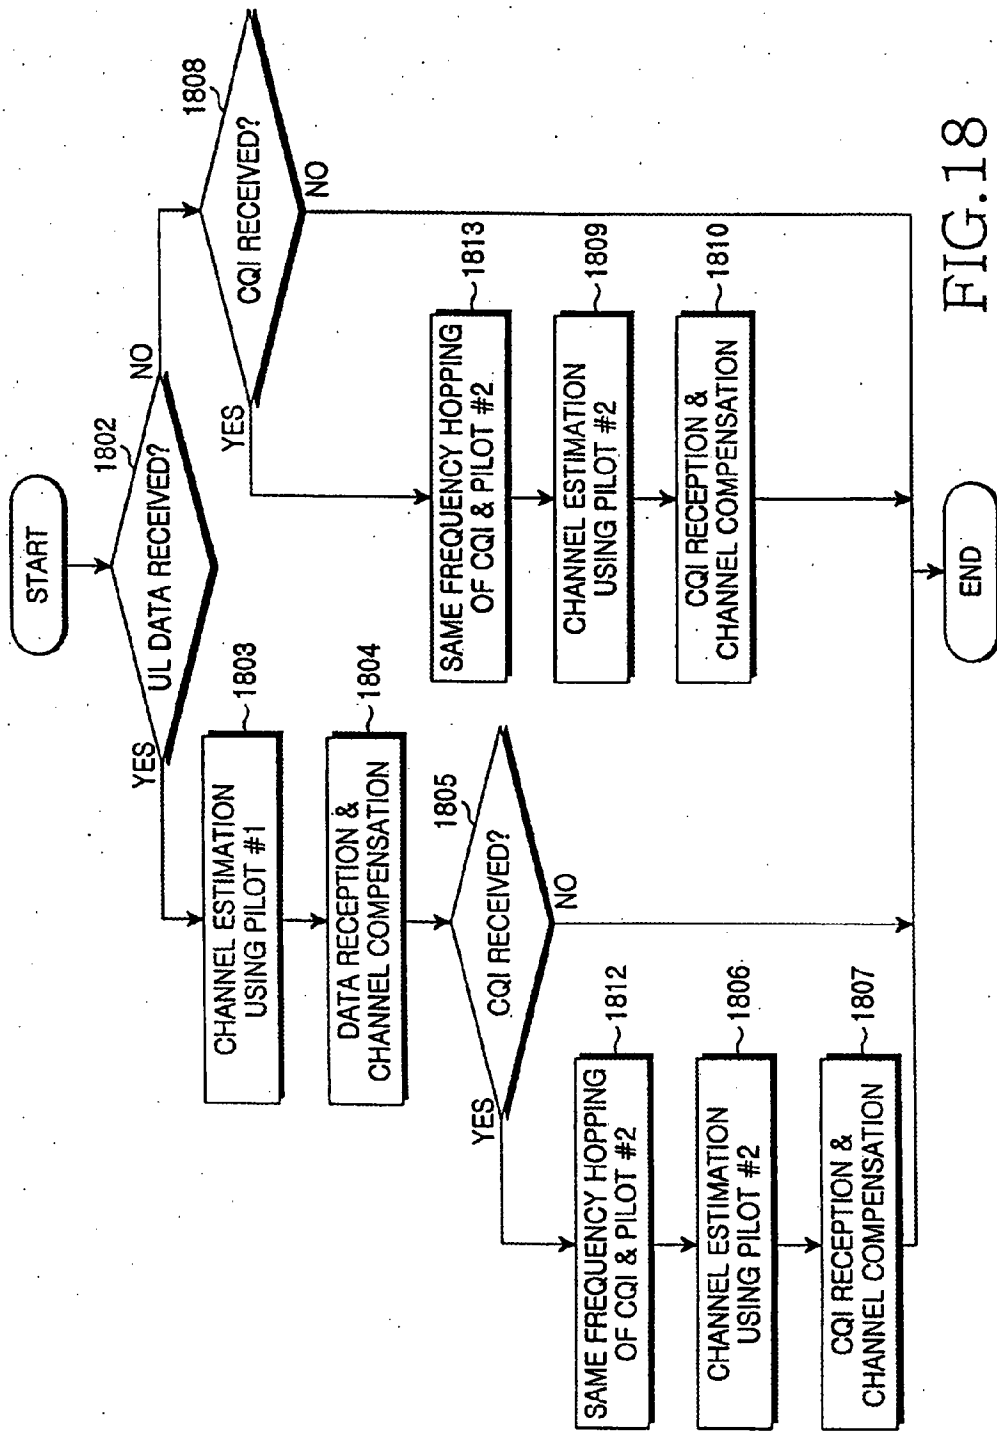 START
1802
UL DATA RECEIVED?
YES
NO
1803
CHANNEL ESTIMATION
USING PILOT #1
1804
DATA RECEPTION &
CHANNEL COMPENSATION
1805
CQI RECEIVED?
YES
NO
1812
SAME FREQUENCY HOPPING
OF CQI & PILOT #2
1806
CHANNEL ESTIMATION
USING PILOT #2
1807
CQI RECEPTION &
CHANNEL COMPENSATION
1808
CQI RECEIVED?
YES
NO
1813
SAME FREQUENCY HOPPING
OF CQI & PILOT #2
1809
CHANNEL ESTIMATION
USING PILOT #2
1810
CQI RECEPTION &
CHANNEL COMPENSATION
END
FIG.18